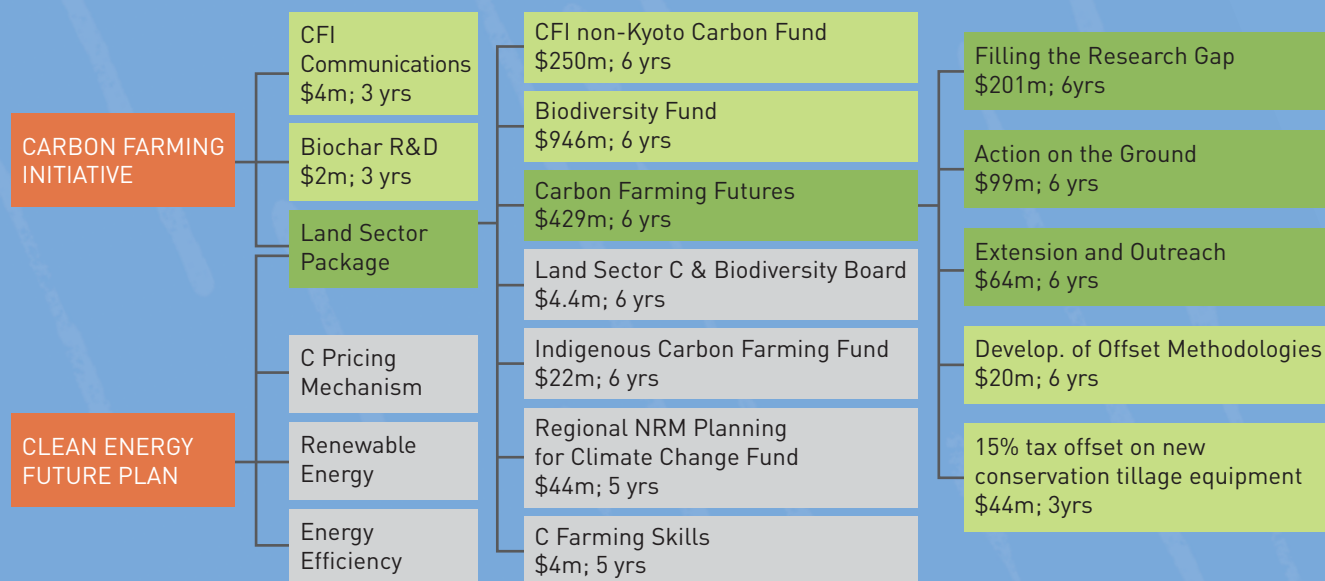 CARBON FARMING
INITIATIVE
CLEAN ENERGY
FUTURE PLAN
CFI
Communications
$4m; 3 yrs
Biochar R&D
$2m; 3 yrs
Land Sector
Package
C Pricing
Mechanism
Renewable
Energy
Energy
Efficiency
CFI non-Kyoto Carbon Fund
$250m; 6 yrs
Biodiversity Fund
$946m; 6 yrs
Carbon Farming Futures
$429m; 6 yrs
Land Sector C & Biodiversity Board
$4.4m; 6 yrs
Indigenous Carbon Farming Fund
$22m; 6 yrs
Regional NRM Planning
for Climate Change Fund
$44m; 5 yrs
C Farming Skills
$4m; 5 yrs
Filling the Research Gap
$201m; 6yrs
Action on the Ground
$99m; 6 yrs
Extension and Outreach
$64m; 6 yrs
Develop. of Offset Methodologies
$20m; 6 yrs
15% tax offset on new
conservation tillage equipment
$44m; 3yrs